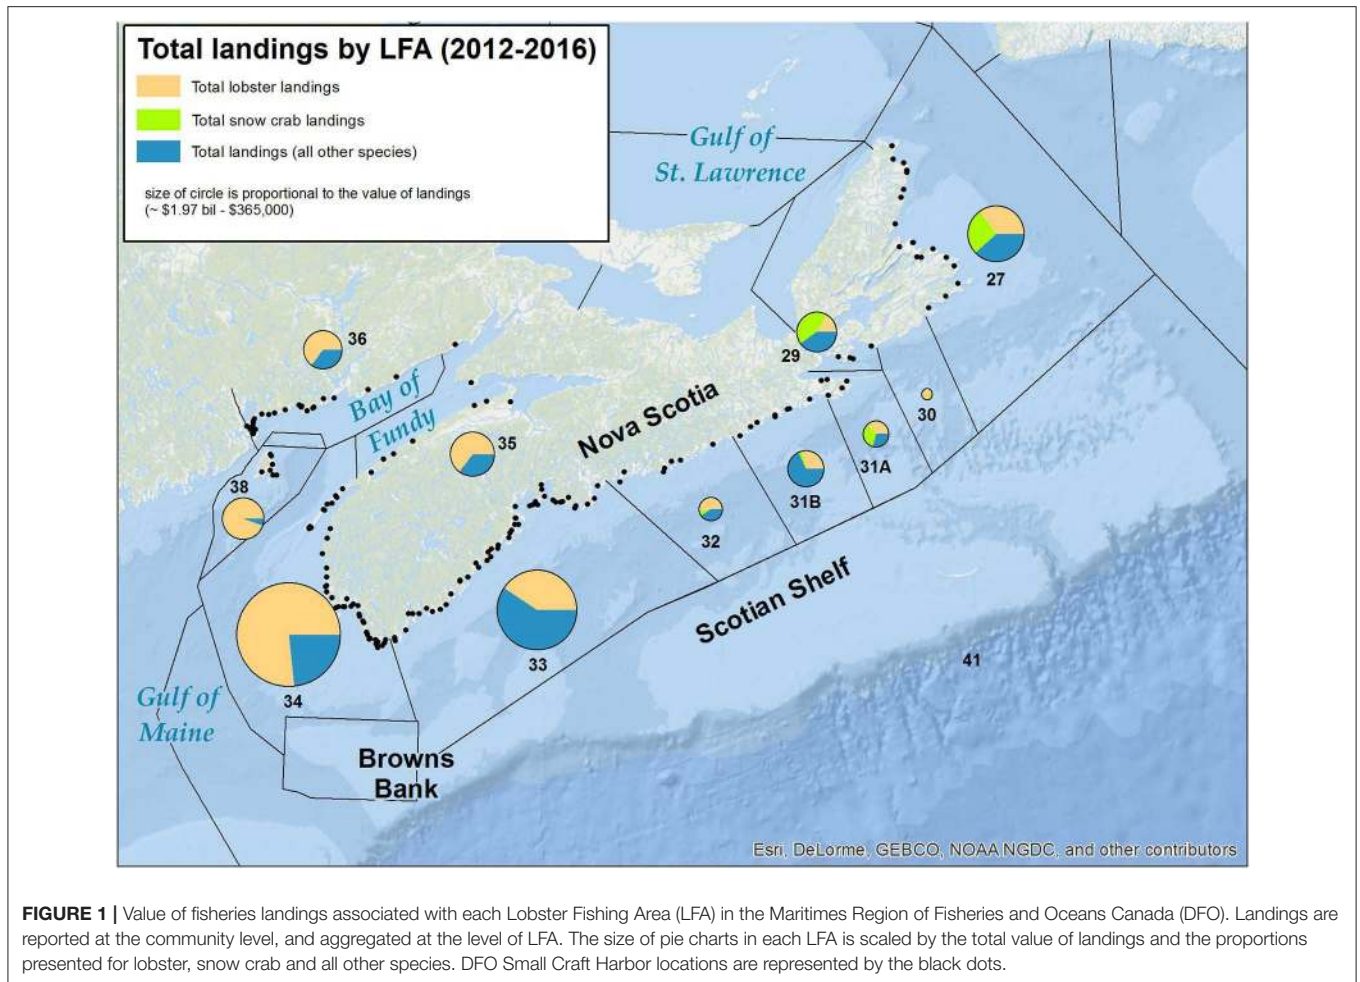 Total landings by LFA (2012-2016)
Total lobster landings
Total snow crab landings
Total landings (all other species)
size of circle is proportional to the value of landings
(~ $1.97 bil - $365,000)
Gulf of
St. Lawrence
27
36
29
Bay of
Fundy
Nova Scotia
30
35
31A
38
31B
32
Scotian Shelf
33
41
34
Gulf of
Maine
Browns
Bank
Esri, DeLorme, GEBCO, NOAA NGDC, and other contributors
FIGURE 1 | Value of fisheries landings associated with each Lobster Fishing Area (LFA) in the Maritimes Region of Fisheries and Oceans Canada (DFO). Landings are
reported at the community level, and aggregated at the level of LFA. The size of pie charts in each LFA is scaled by the total value of landings and the proportions
presented for lobster, snow crab and all other species. DFO Small Craft Harbor locations are represented by the black dots.